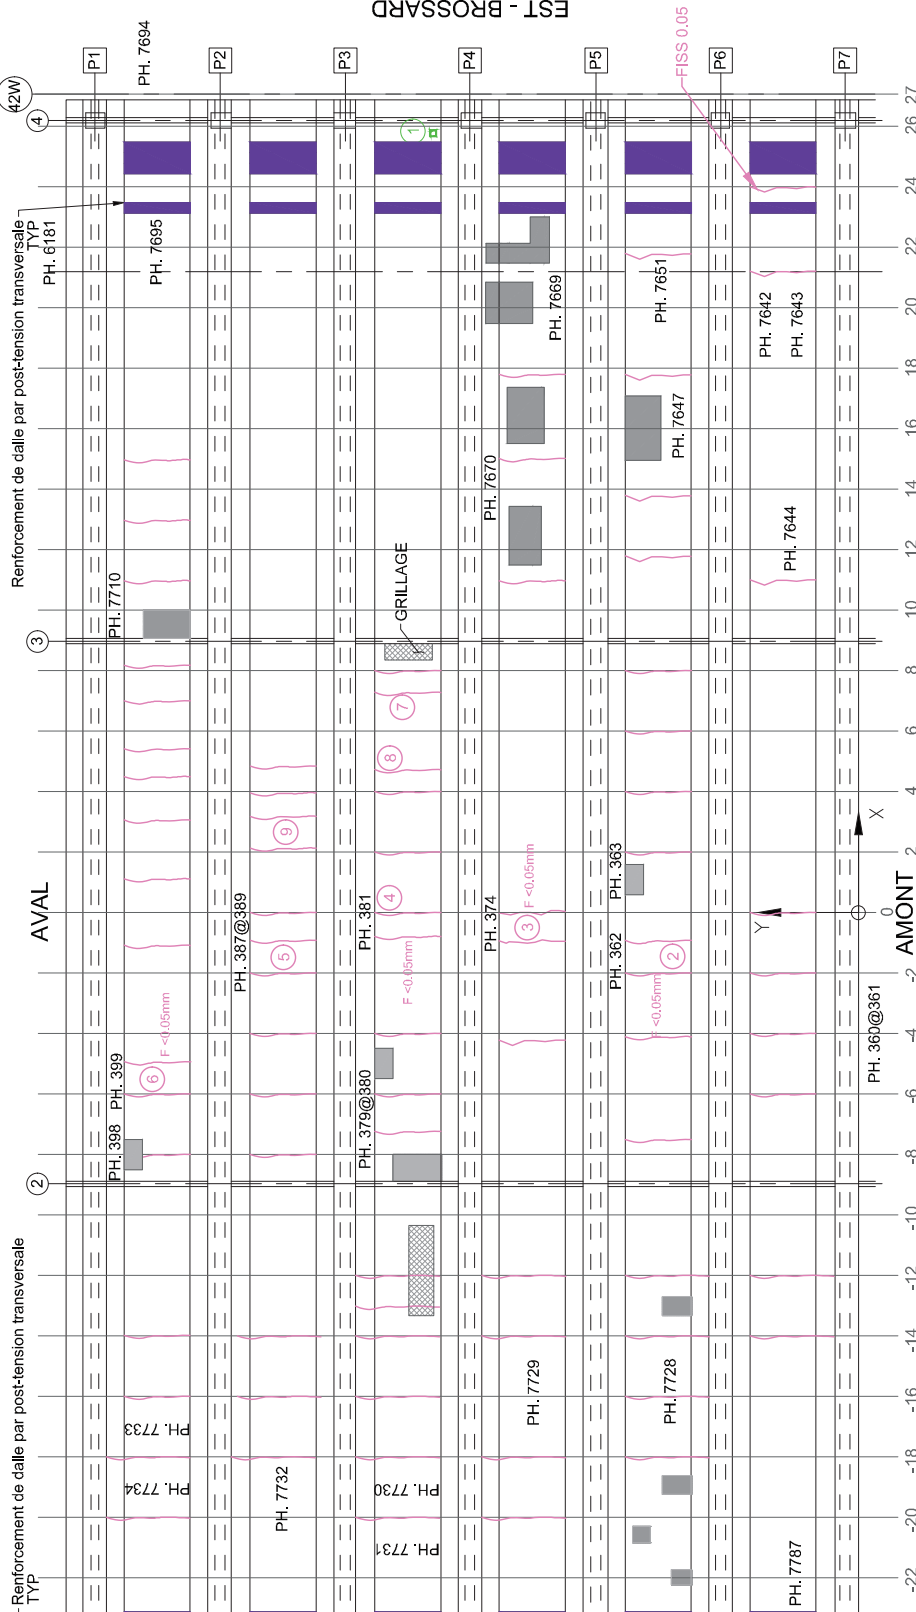 EST - BROSSARD
42W
4
P1
PH. 7694
P2
P3
P4
P5
FISS 0.05
P6
P7
27
26
Renforcement de dalle par post-tension transversale
TYP
PH. 6181
PH. 7695
1
24
22
PH. 7669
PH. 7651
PH. 7642
PH. 7643
20
18
PH. 7670
PH. 7647
16
14
PH. 7644
12
PH. 7710
GRILLAGE
10
3
8
7
8
6
4
9
X
2
AVAL
PH. 387@389
PH. 381
4
PH. 374
3
F <0.05mm
PH. 363
PH. 362
Y
0
AMONT
5
F <0.05mm
2
F <0.05mm
-2
PH. 360@361
-4
PH. 398
PH. 399
6
F <0.05mm
PH. 379@380
-6
-8
2
-10
-12
Renforcement de dalle par post-tension transversale
TYP
-14
PH. 7733
PH. 7734
PH. 7732
PH. 7730
PH. 7731
PH. 7729
PH. 7728
-16
-18
-20
PH. 7787
-22